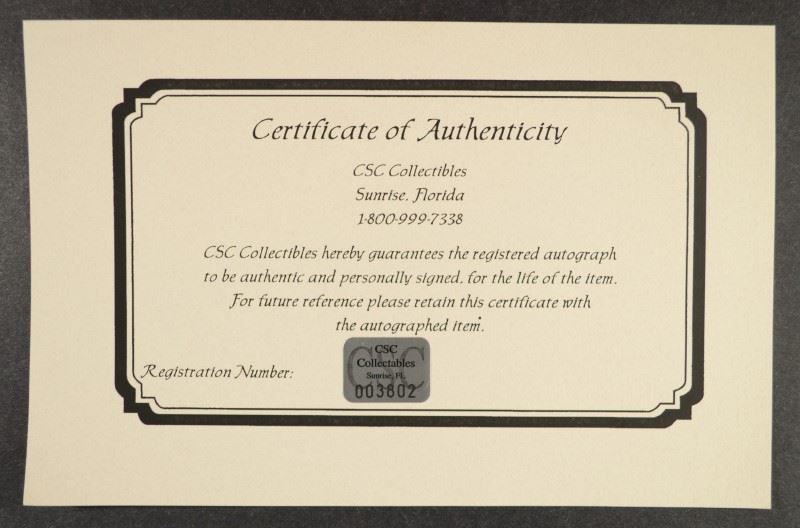 Certificate of Authenticity
CSC Collectibles
Sunrise, Florida
1-800-999-7338
CSC Collectibles hereby guarantees the registered autograph
to be authentic and personally signed, for the life of the item.
For future reference please retain this certificate with
the autographed item.
Registration Number:
CSC
CSC
Collectables
Sunrise, FL
003602